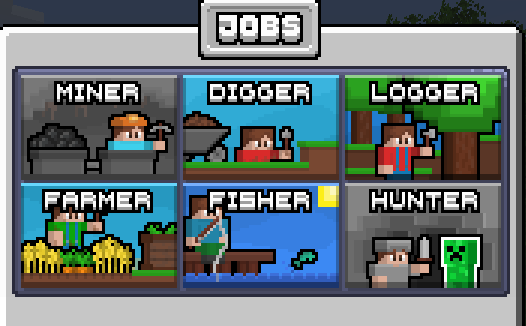 JOBS
MINER
DIGGER
LOGGER
FARMER
FISHER
HUNTER